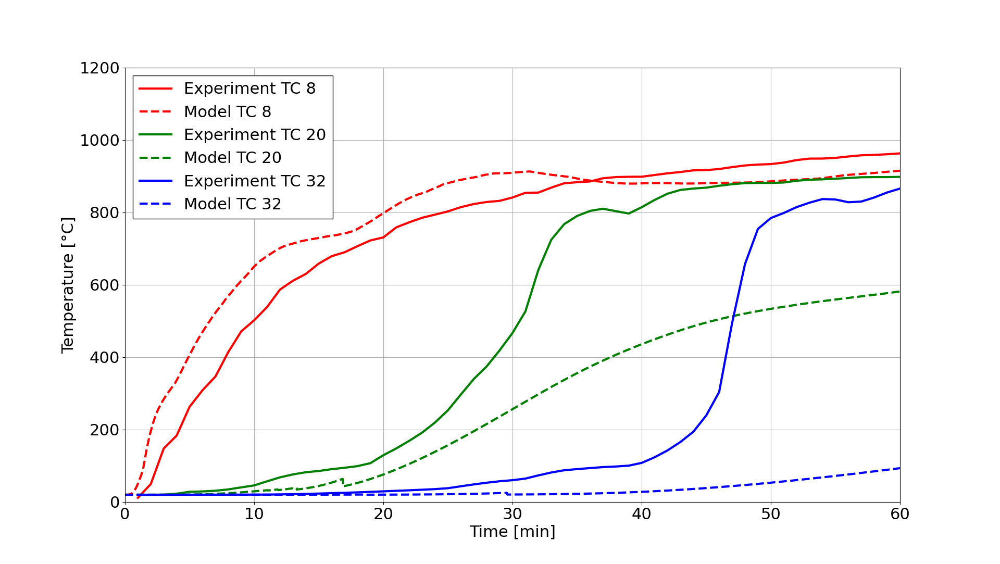 1200
1000
800
600
400
200
0
Temperature [°C]
Experiment TC 8
Model TC 8
Experiment TC 20
Model TC 20
Experiment TC 32
Model TC 32
0 10 20 30 40 50 60
Time [min]